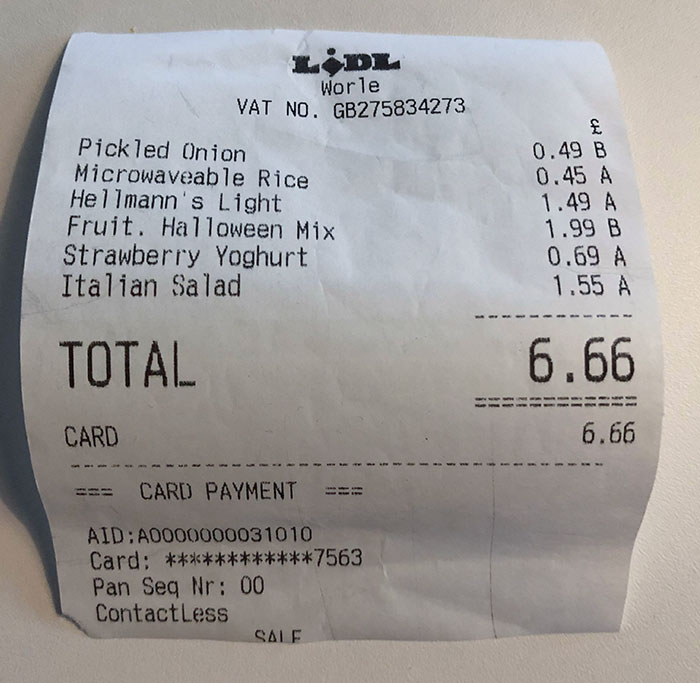 LiDL
Worle
VAT NO. GB275834273
£
Pickled Onion 0.49 B
Microwaveable Rice 0.45 A
Hellmann's Light 1.49 A
Fruit. Halloween Mix 1.99 B
Strawberry Yoghurt 0.69 A
Italian Salad 1.55 A
TOTAL 6.66
CARD 6.66
=== CARD PAYMENT ===
AID:A0000000031010
Card: ************7563
Pan Seq Nr: 00
ContactLess
SALE